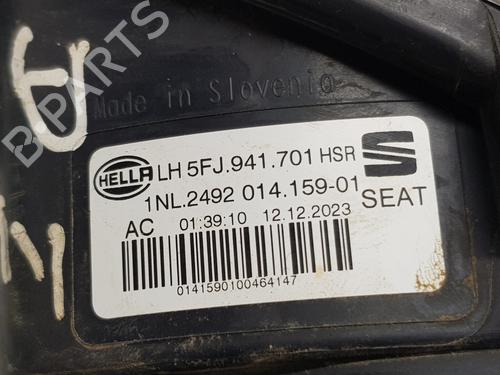 B-PARTS
Made in Slovenia
HELLA LH 5FJ.941.701 HSR
1NL.2492 014.159-01 SEAT
AC 01:39:10 12.12.2023
0141590100464147